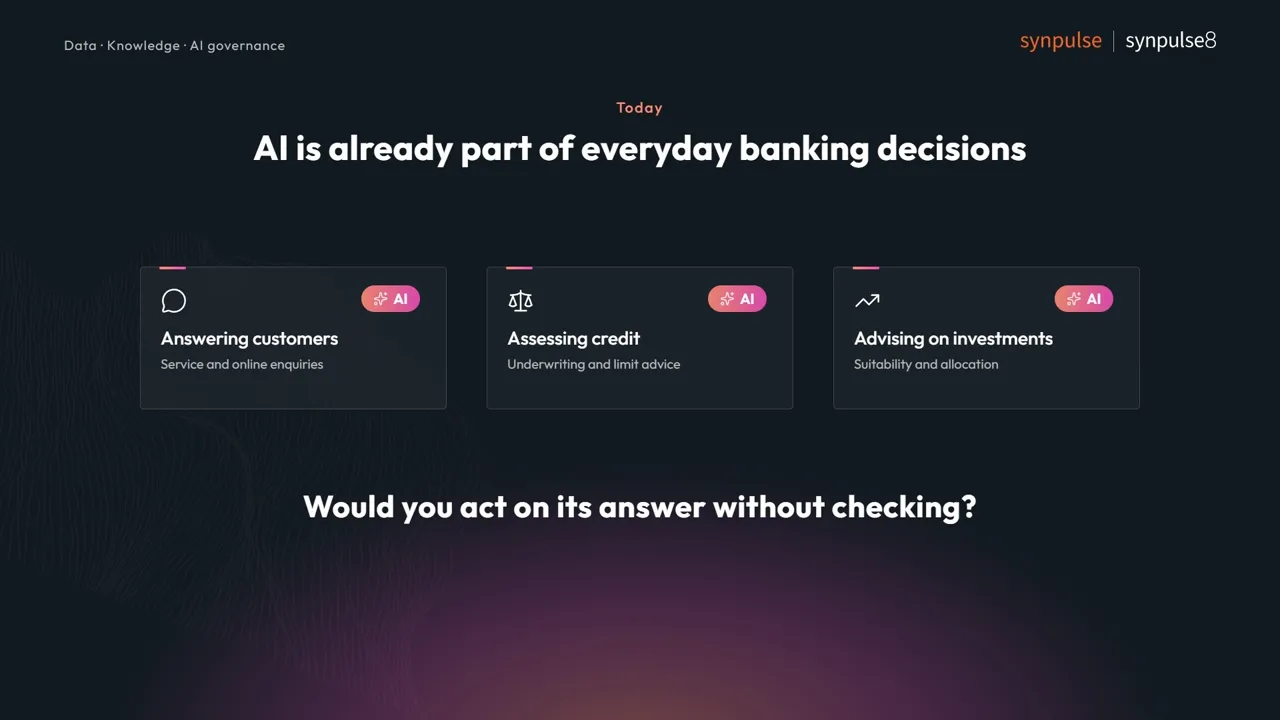 Data · Knowledge · AI governance
synpulse | synpulse8
Today
AI is already part of everyday banking decisions
AI
Answering customers
Service and online enquiries
AI
Assessing credit
Underwriting and limit advice
AI
Advising on investments
Suitability and allocation
Would you act on its answer without checking?